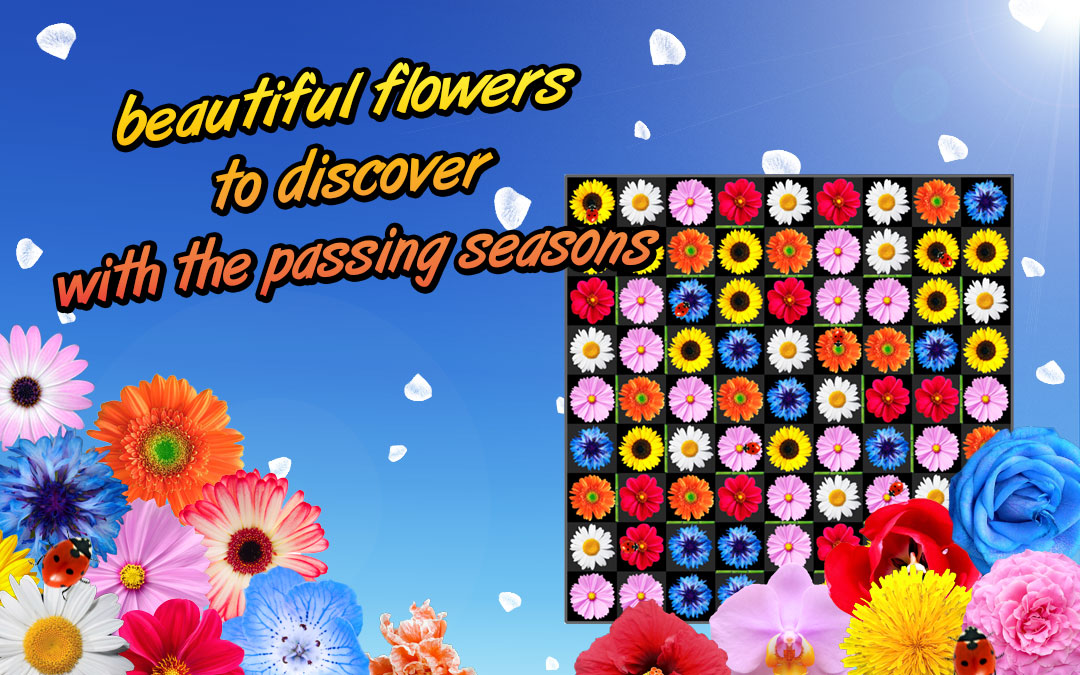 beautiful flowers
to discover
with the passing seasons